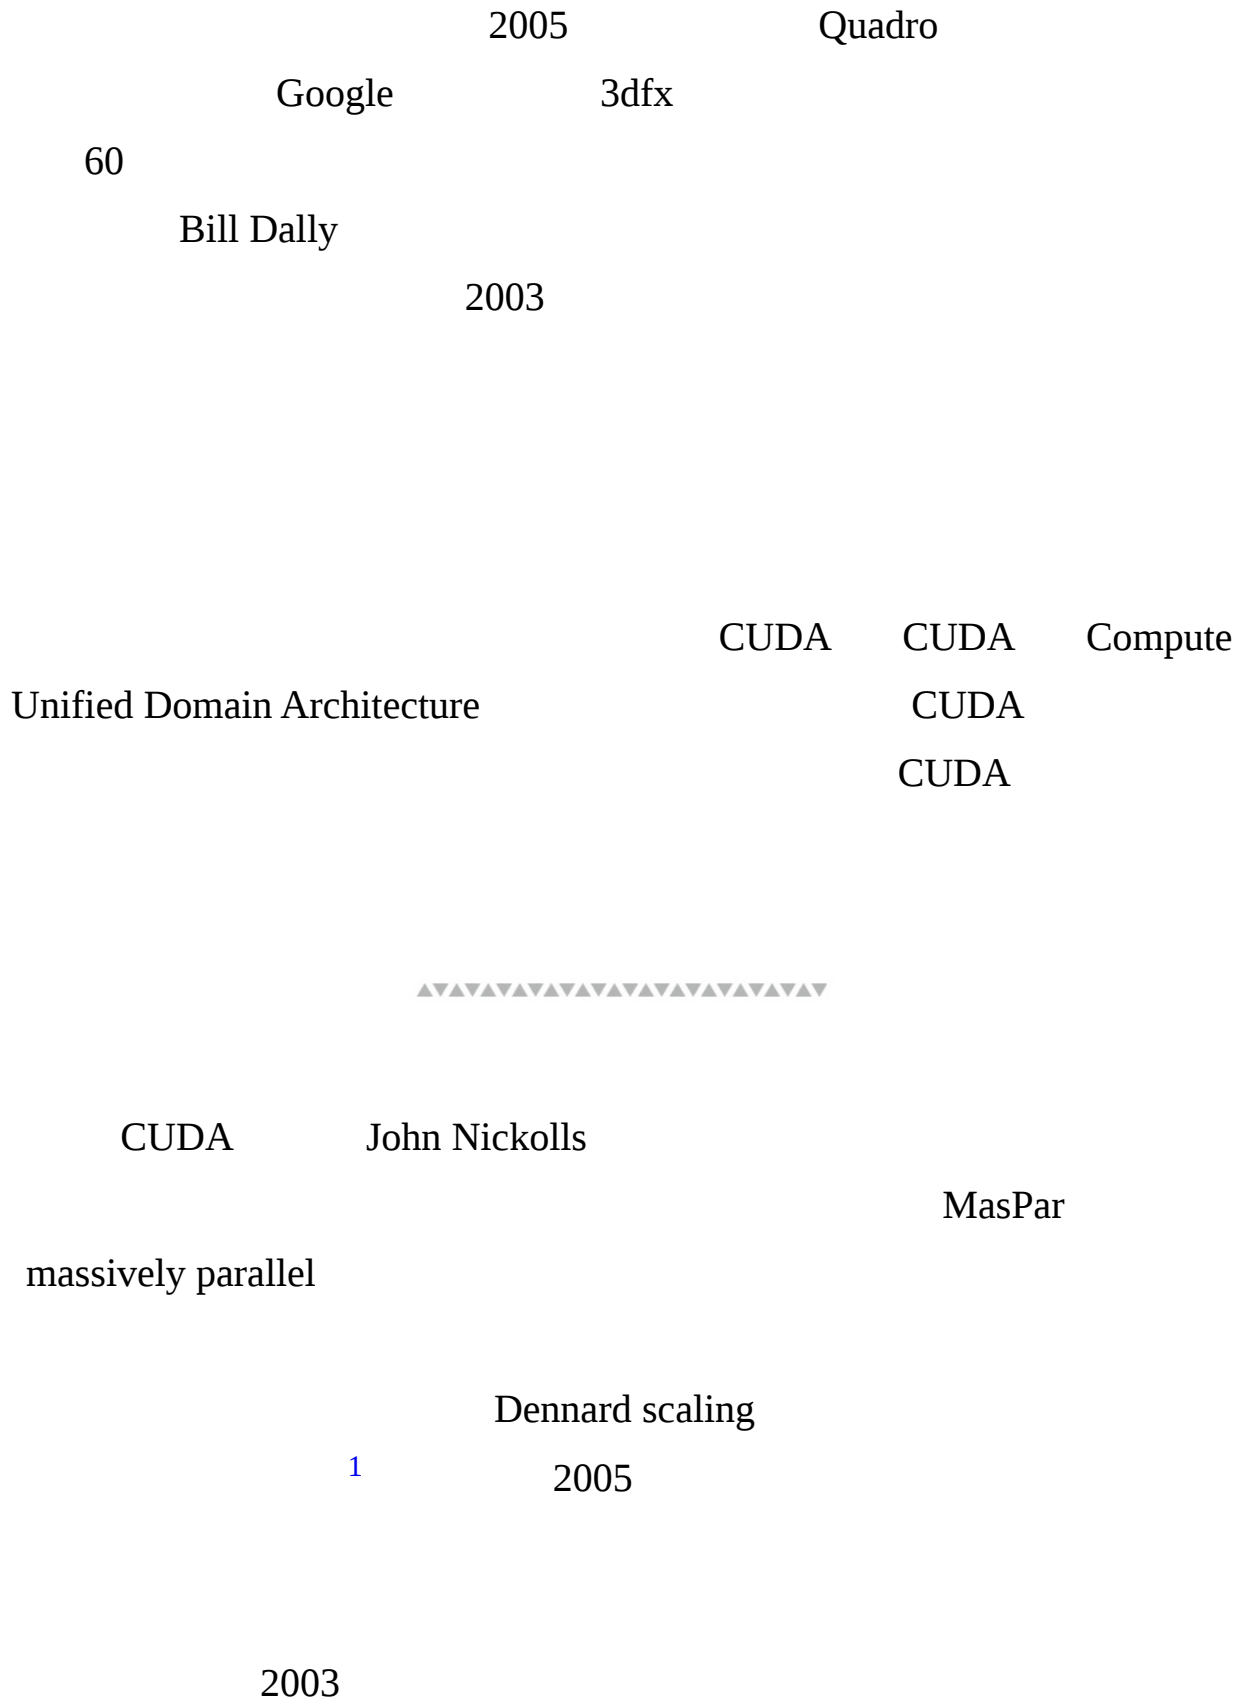 2005 Quadro
Google 3dfx
60
Bill Dally
2003
CUDA CUDA Compute
Unified Domain Architecture CUDA
CUDA
CUDA John Nickolls
MasPar
massively parallel
Dennard scaling
1 2005
2003